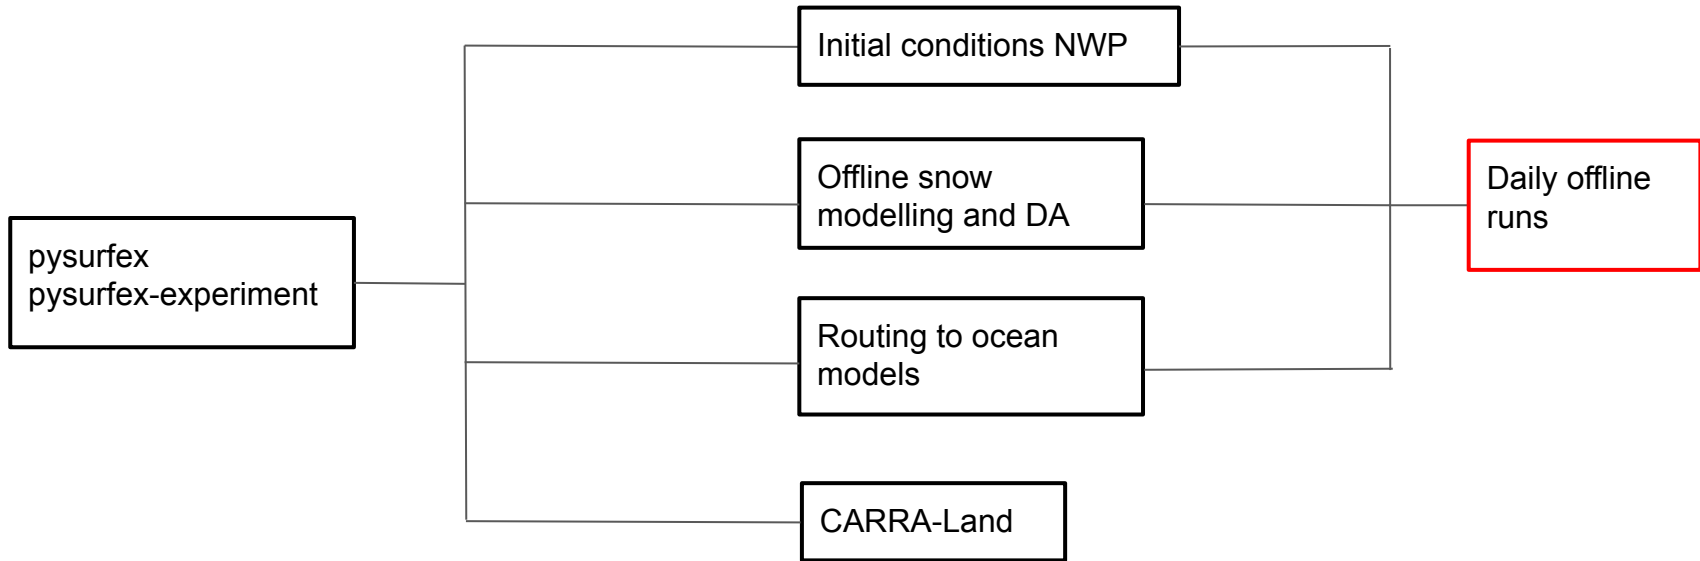 pysurfex
pysurfex-experiment
Initial conditions NWP
Offline snow
modelling and DA
Routing to ocean
models
CARRA-Land
Daily offline
runs